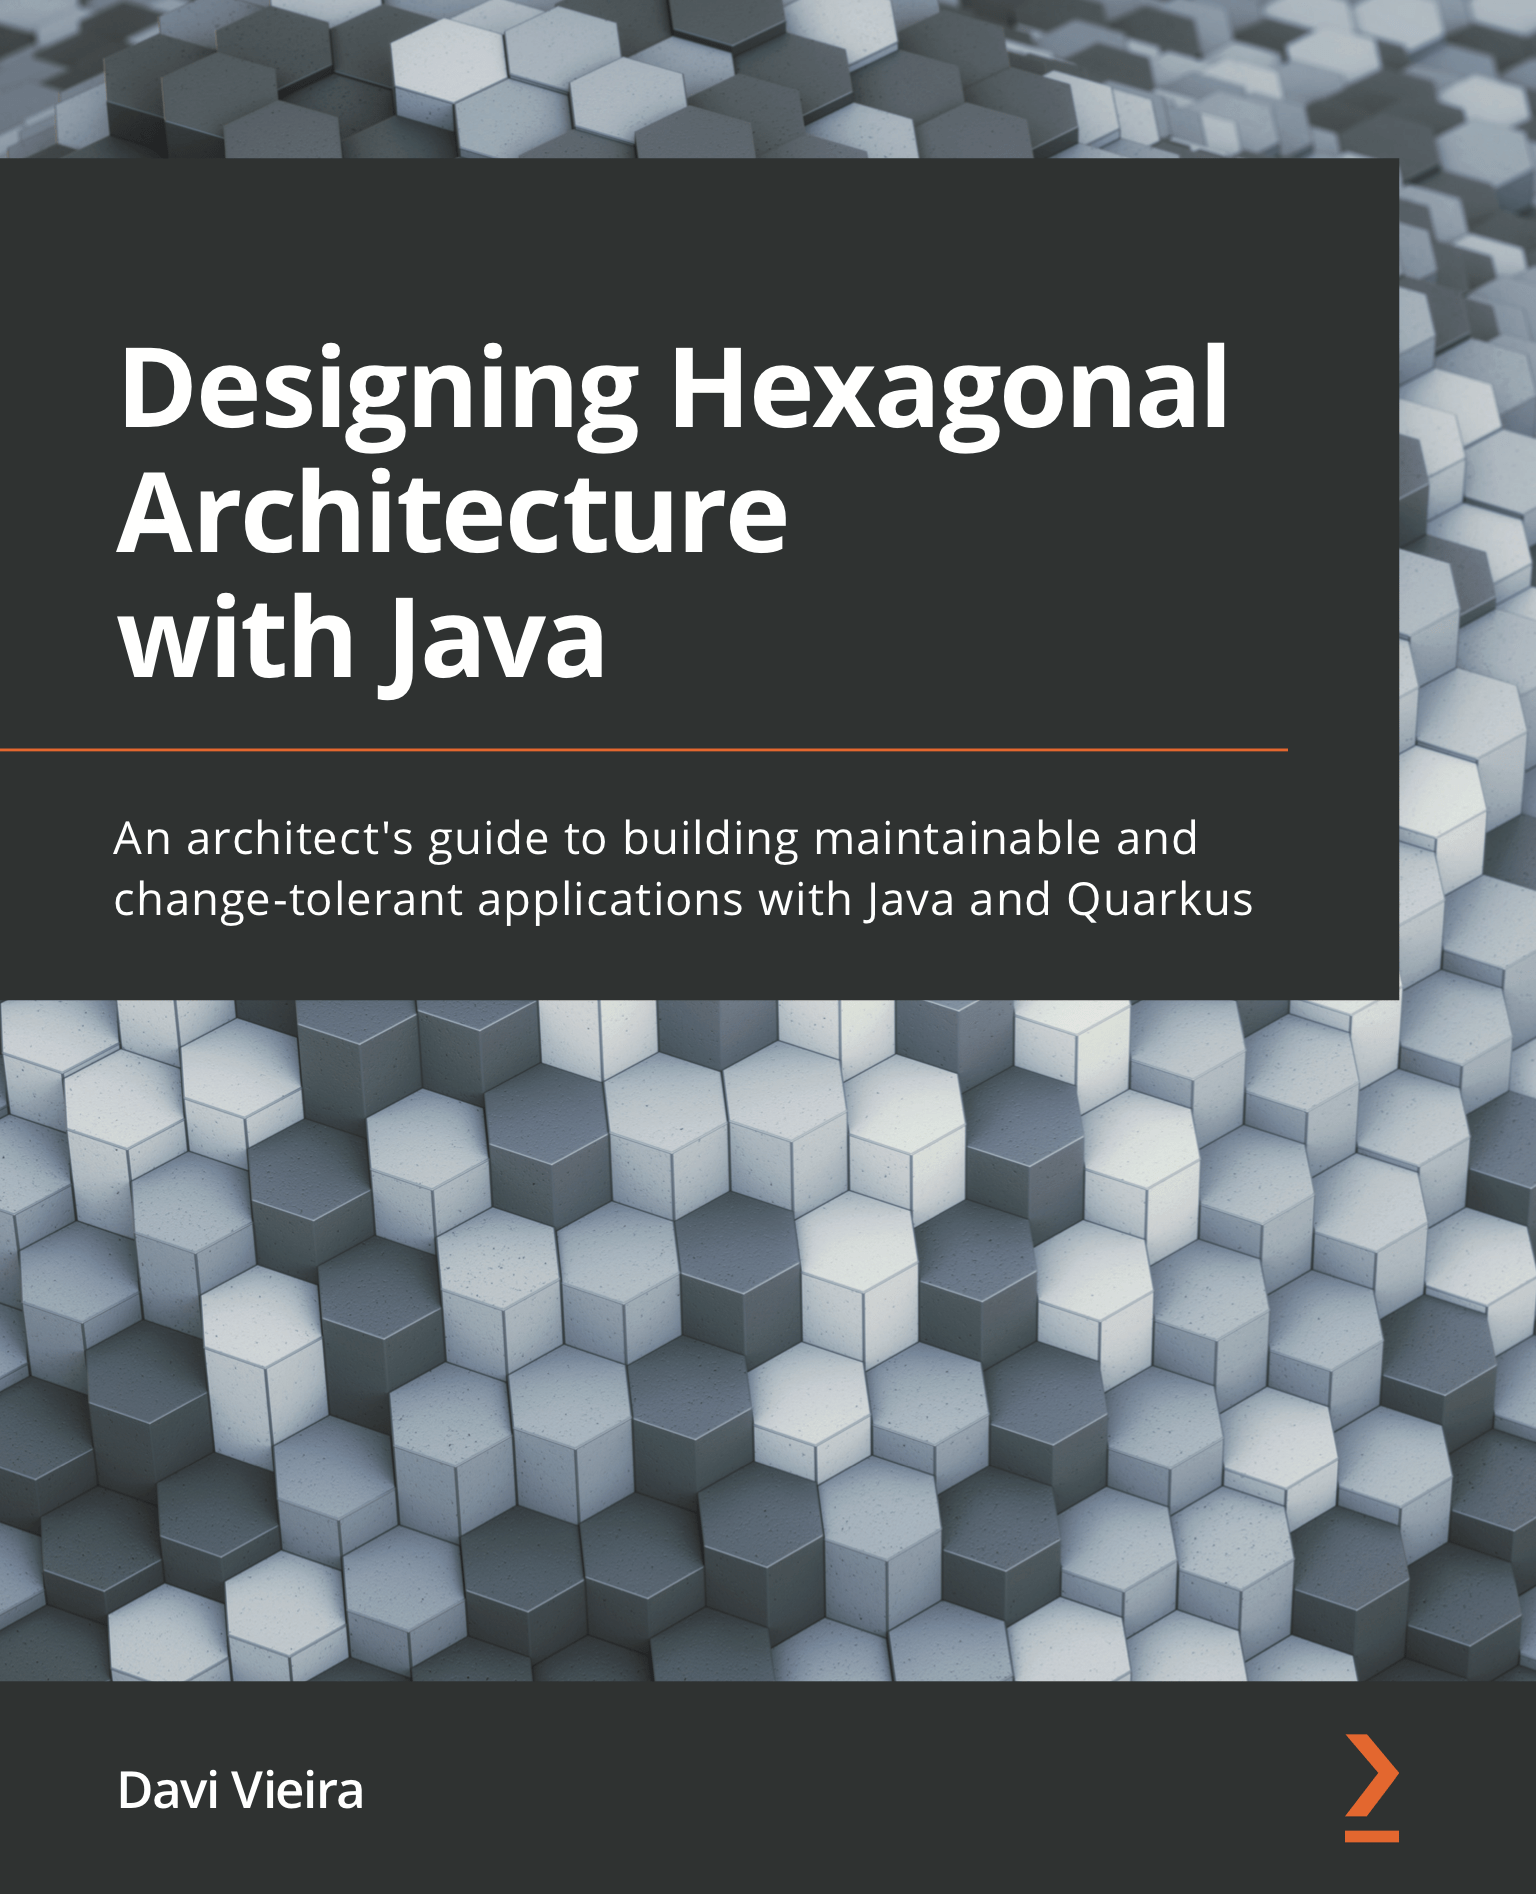 Designing Hexagonal
Architecture
with Java
An architect's guide to building maintainable and
change-tolerant applications with Java and Quarkus
Davi Vieira